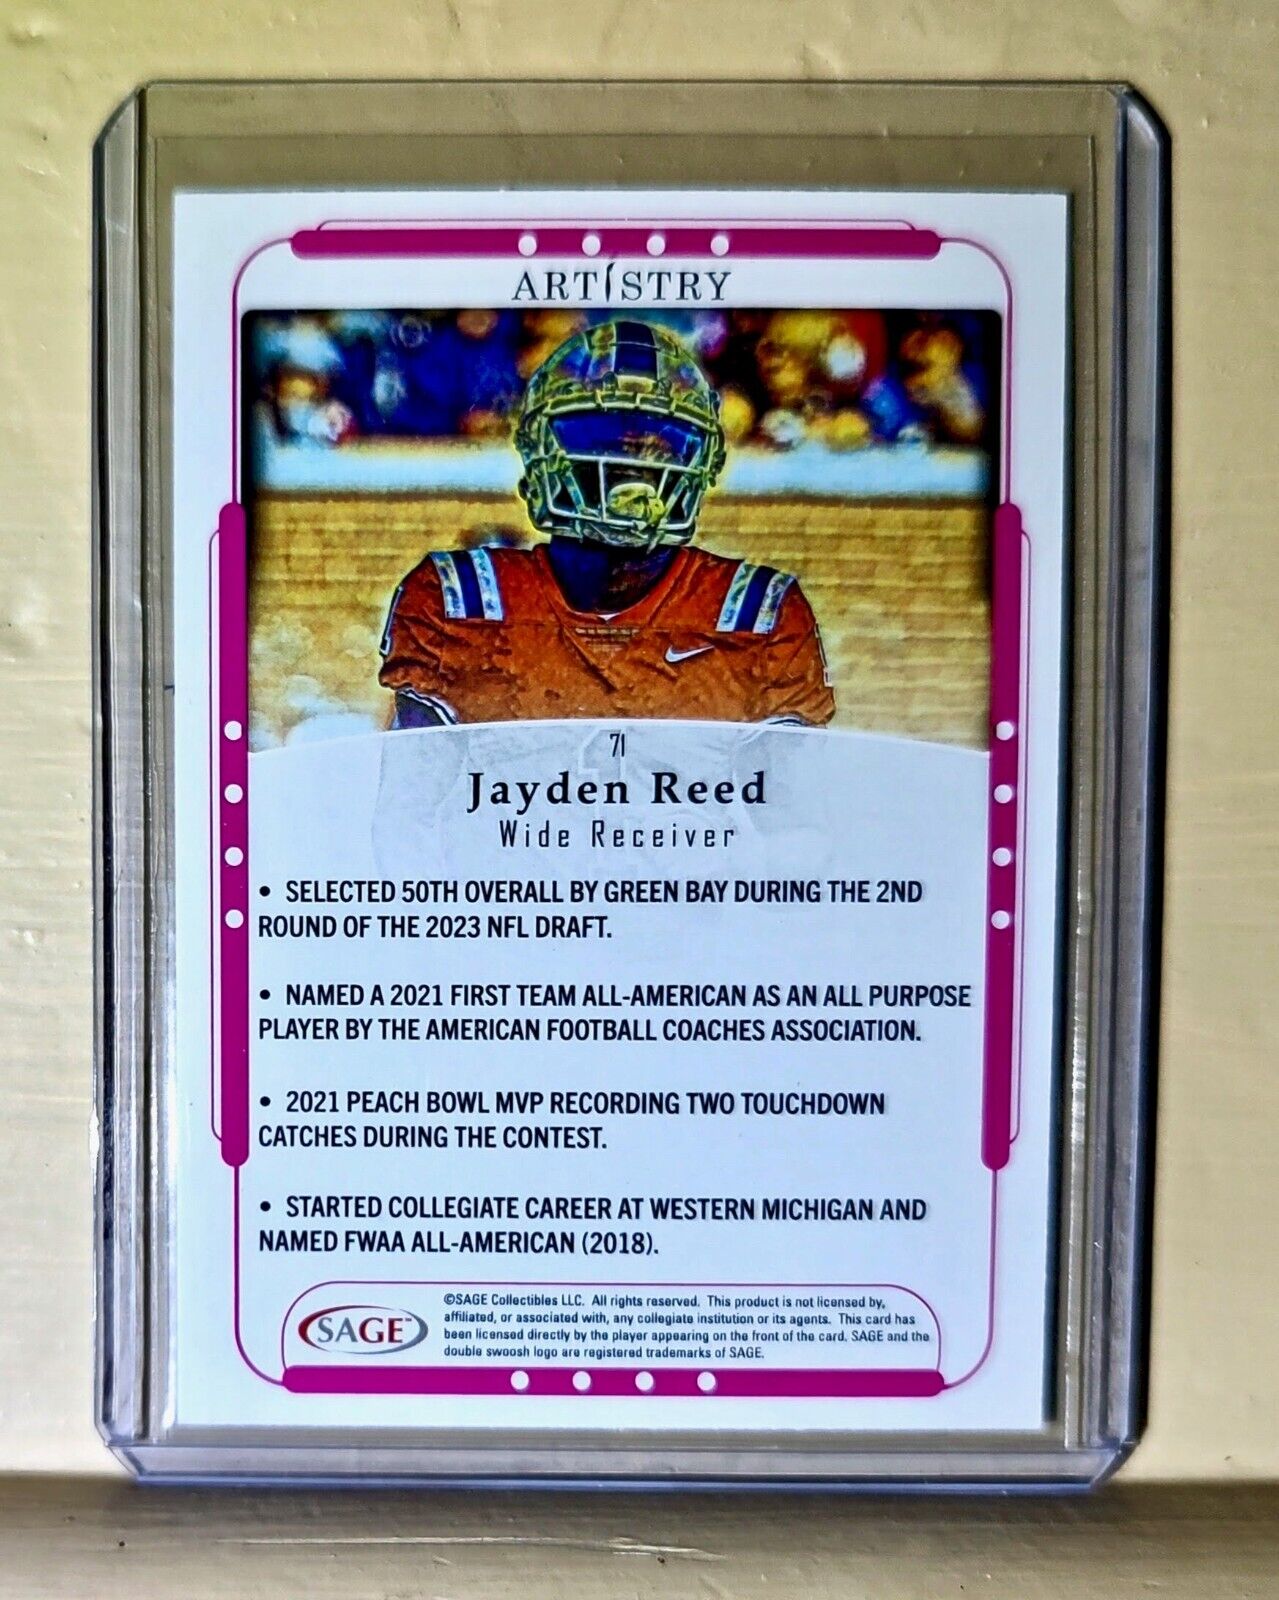 ARTISTRY
71
Jayden Reed
Wide Receiver
• SELECTED 50TH OVERALL BY GREEN BAY DURING THE 2ND
ROUND OF THE 2023 NFL DRAFT.
• NAMED A 2021 FIRST TEAM ALL-AMERICAN AS AN ALL PURPOSE
PLAYER BY THE AMERICAN FOOTBALL COACHES ASSOCIATION.
• 2021 PEACH BOWL MVP RECORDING TWO TOUCHDOWN
CATCHES DURING THE CONTEST.
• STARTED COLLEGIATE CAREER AT WESTERN MICHIGAN AND
NAMED FWAA ALL-AMERICAN (2018).
SAGE™
©SAGE Collectibles LLC. All rights reserved. This product is not licensed by,
affiliated, or associated with, any collegiate institution or its agents. This card has
been licensed directly by the player appearing on the front of the card. SAGE and the
double swoosh logo are registered trademarks of SAGE.